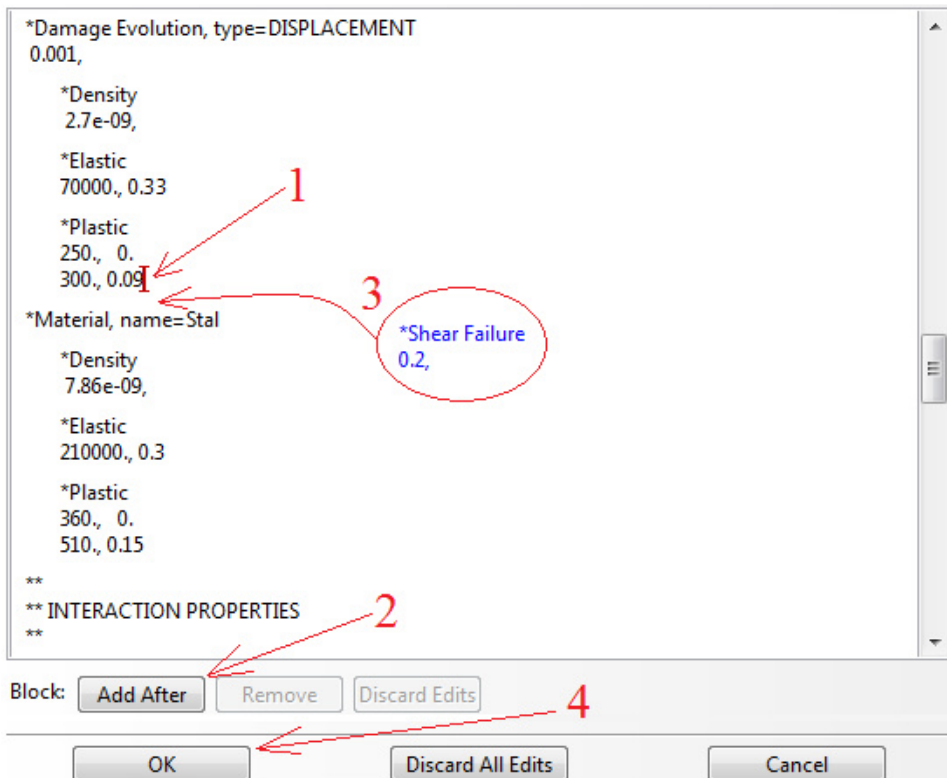 *Damage Evolution, type=DISPLACEMENT
0.001,
*Density
2.7e-09,
*Elastic
70000., 0.33
1
*Plastic
250., 0.
300., 0.09
3
*Material, name=Stal
*Shear Failure
0.2,
*Density
7.86e-09,
*Elastic
210000., 0.3
*Plastic
360., 0.
510., 0.15
**
** INTERACTION PROPERTIES
**
2
Block: Add After Remove Discard Edits
4
OK Discard All Edits Cancel